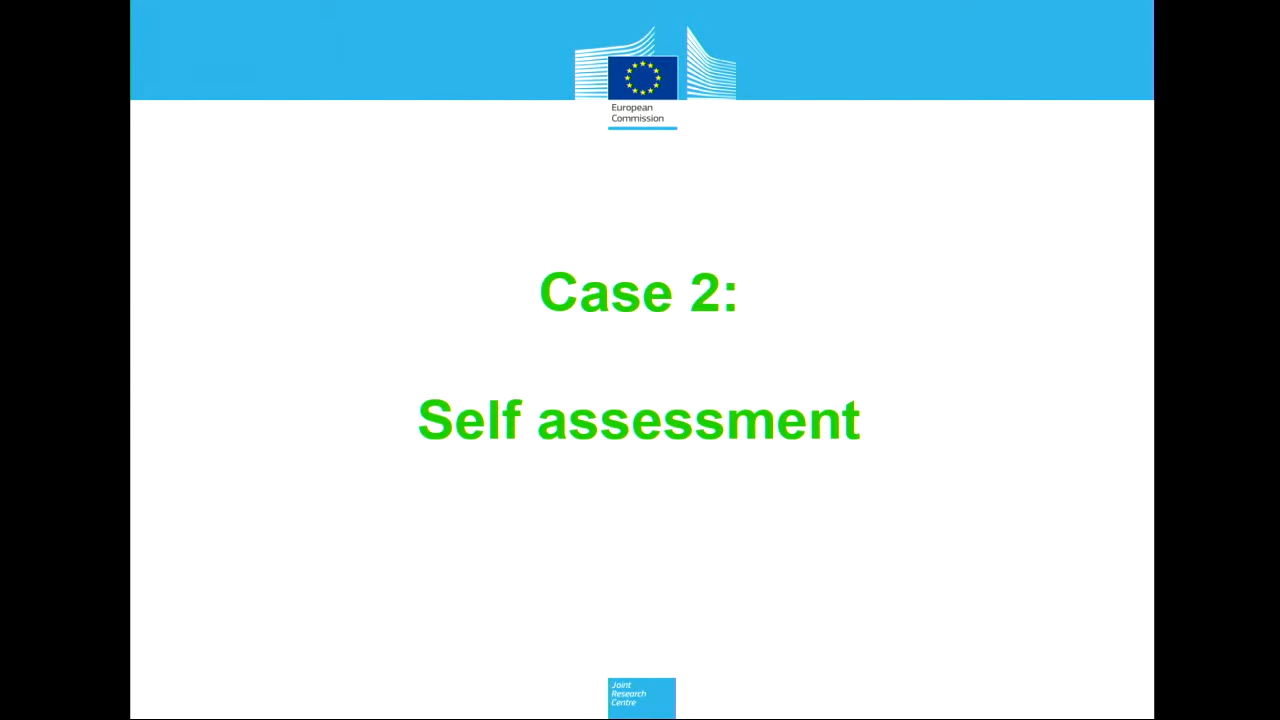 European
Commission
Case 2:
Self assessment
Joint
Research
Centre